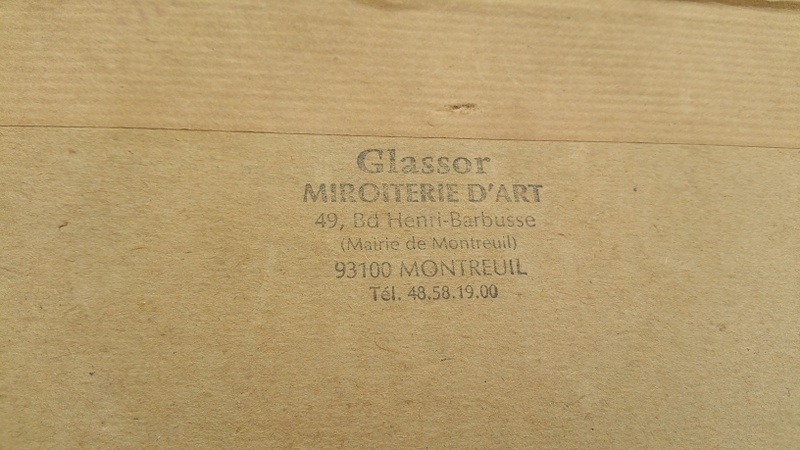 Glassor
MIROITERIE D'ART
49, Bd Henri-Barbusse
(Mairie de Montreuil)
93100 MONTREUIL
Tél. 48.58.19.00